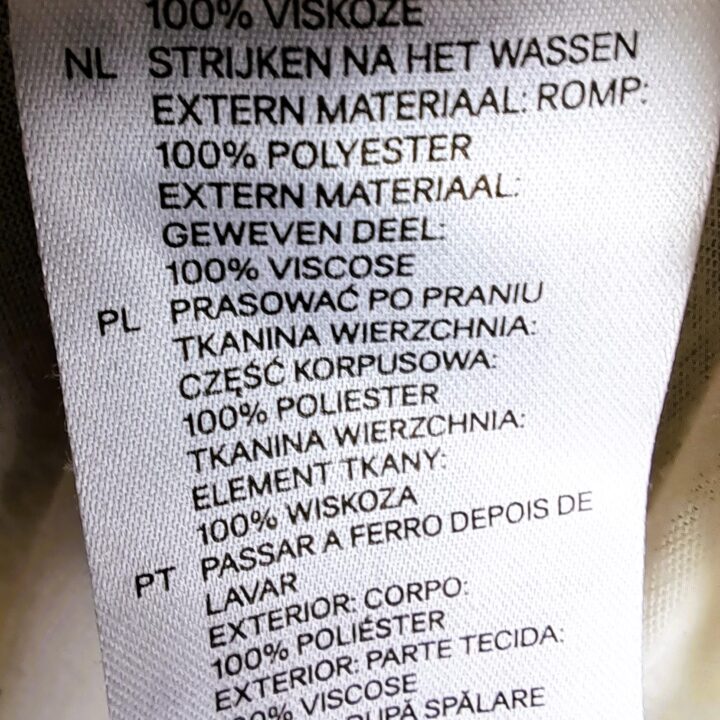 100% VISKOZE
NL STRIJKEN NA HET WASSEN
EXTERN MATERIAAL: ROMP:
100% POLYESTER
EXTERN MATERIAAL:
GEWEVEN DEEL:
100% VISCOSE
PL PRASOWAĆ PO PRANIU
TKANINA WIERZCHNIA:
CZĘŚĆ KORPUSOWA:
100% POLIESTER
TKANINA WIERZCHNIA:
ELEMENT TKANY:
100% WISKOZA
PT PASSAR A FERRO DEPOIS DE
LAVAR
EXTERIOR: CORPO:
100% POLIÉSTER
EXTERIOR: PARTE TECIDA:
VISCOSE
DUPĂ SPĂLARE